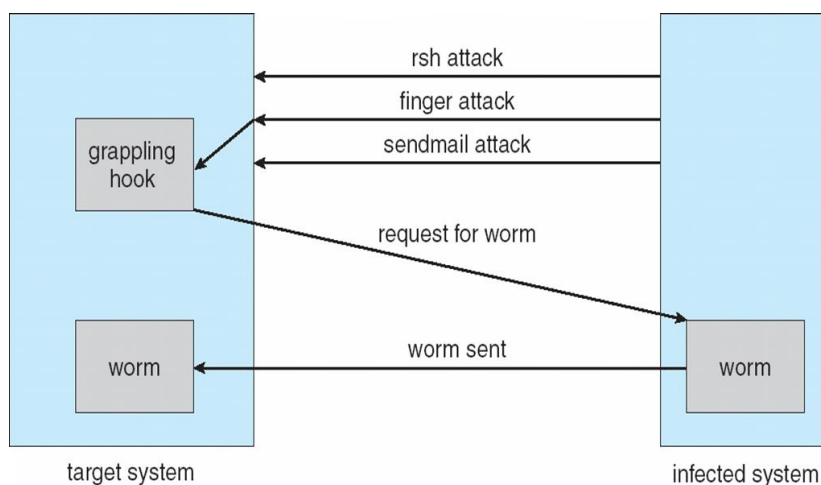 rsh attack
finger attack
grappling
hook
sendmail attack
request for worm
worm sent
worm
worm
target system
infected system